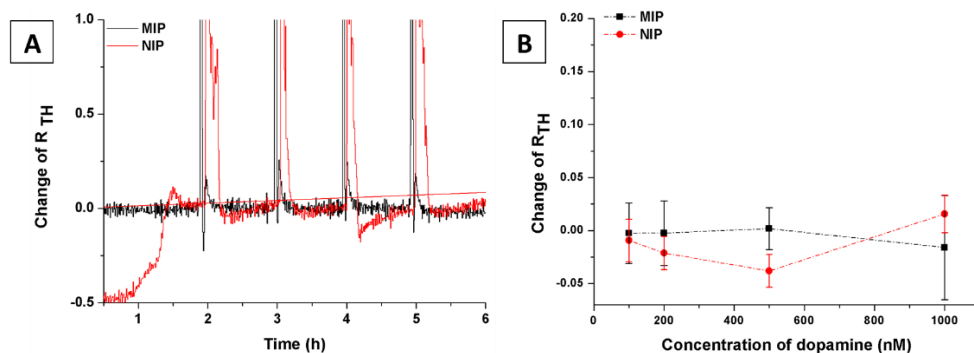 A
MIP
NIP
Change of R_TH
1.0
0.5
0.0
-0.5
1 2 3 4 5 6
Time (h)
B
MIP
NIP
Change of R_TH
0.20
0.15
0.10
0.05
0.00
-0.05
0 200 400 600 800 1000
Concentration of dopamine (nM)